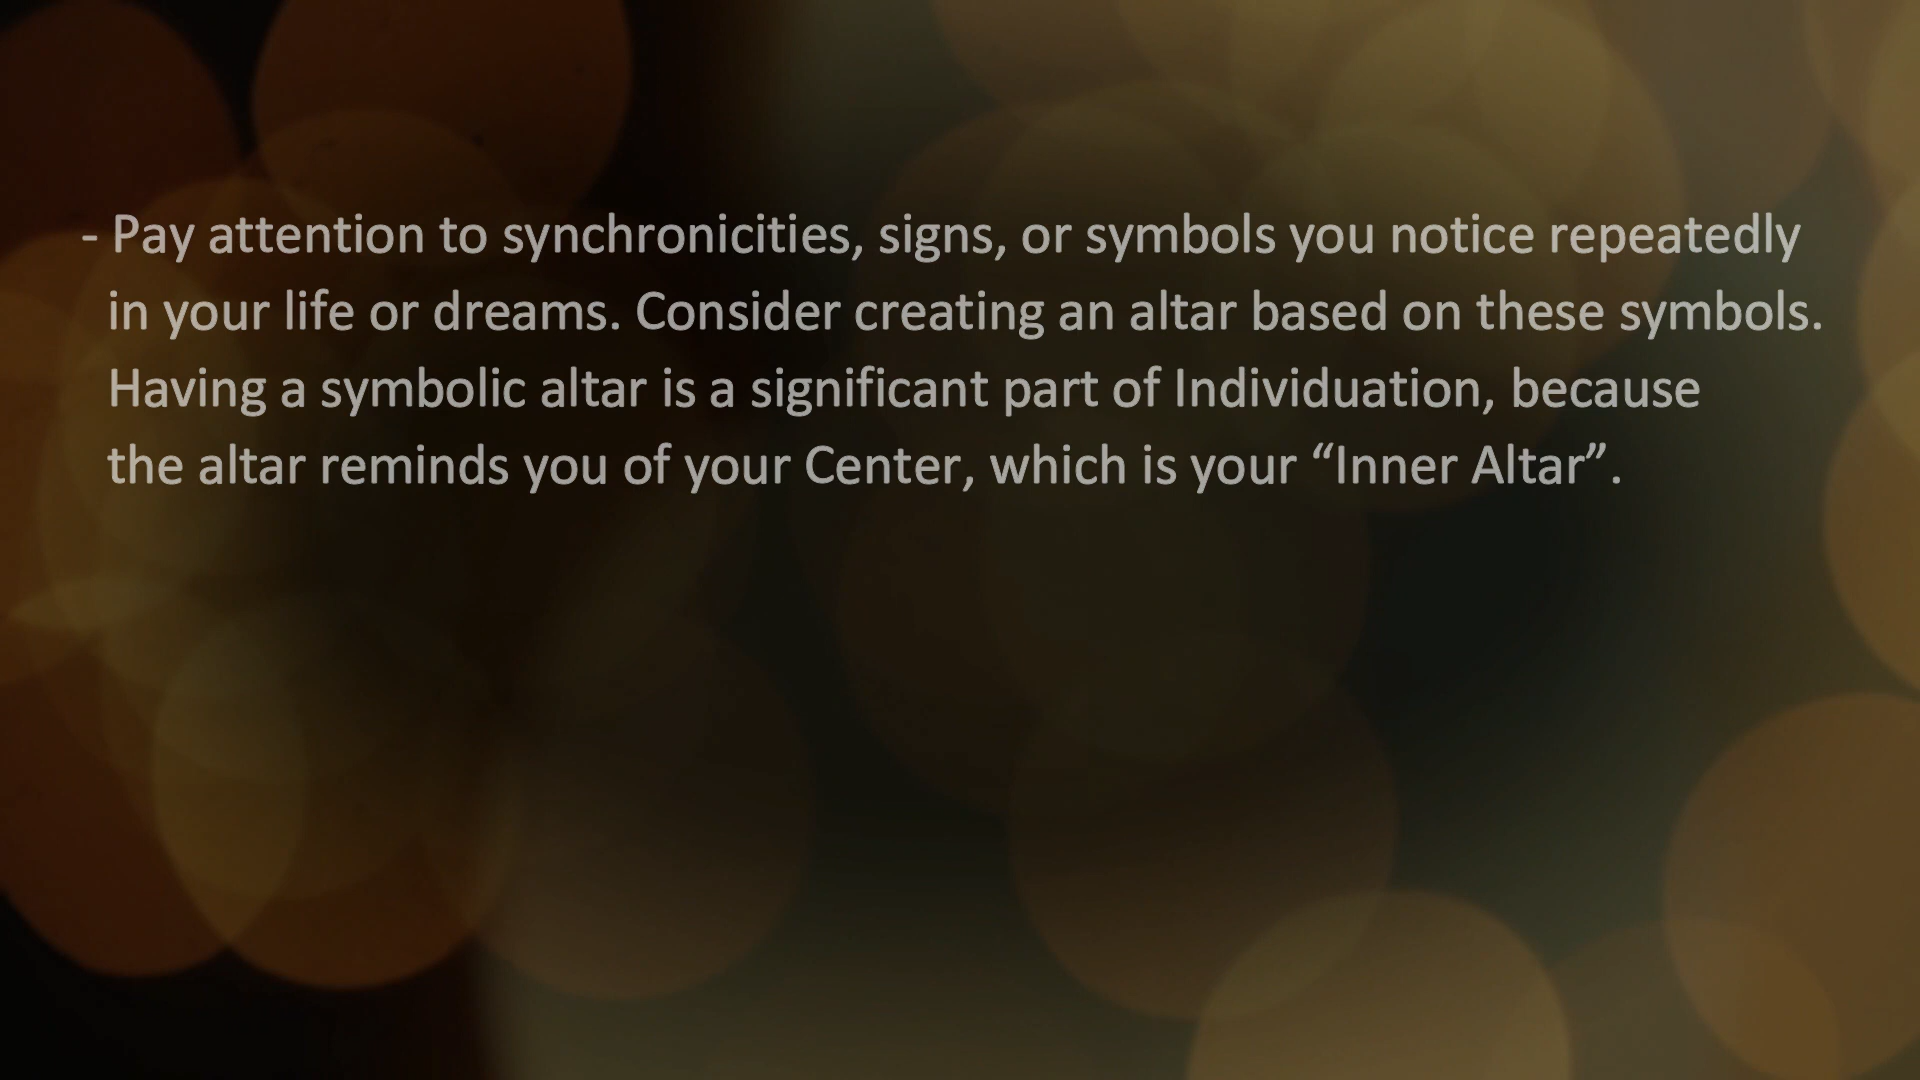 - Pay attention to synchronicities, signs, or symbols you notice repeatedly
in your life or dreams. Consider creating an altar based on these symbols.
Having a symbolic altar is a significant part of Individuation, because
the altar reminds you of your Center, which is your “Inner Altar”.